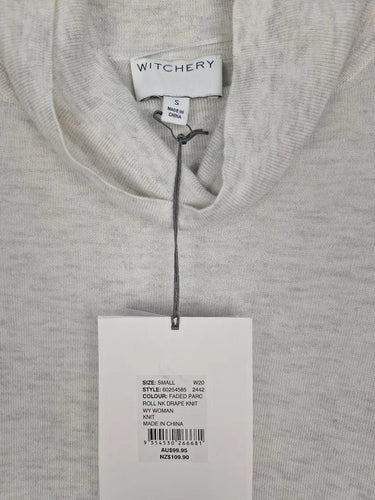 WITCHERY
S
MADE IN
CHINA
SIZE: SMALL W20
STYLE: 60254585 2442
COLOUR: FADED PARC
ROLL NK DRAPE KNIT
WY WOMAN
KNIT
MADE IN CHINA
9 354530 266681
AU$99.95
NZ$109.90